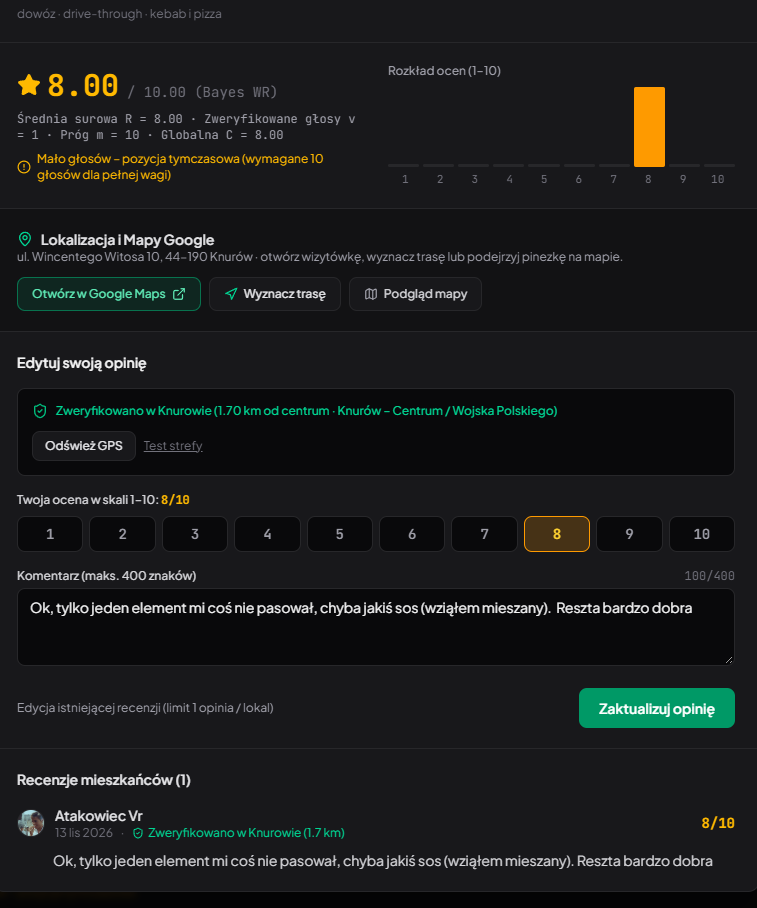 dowóz · drive-through · kebab i pizza
8.00 / 10.00 (Bayes WR)
Średnia surowa R = 8.00 · Zweryfikowane głosy v
= 1 · Próg m = 10 · Globalna C = 8.00
Mało głosów – pozycja tymczasowa (wymagane 10
głosów dla pełnej wagi)
Rozkład ocen (1–10)
1 2 3 4 5 6 7 8 9 10
Lokalizacja i Mapy Google
ul. Wincentego Witosa 10, 44-190 Knurów · otwórz wizytówkę, wyznacz trasę lub podejrzyj pinezkę na mapie.
Otwórz w Google Maps Wyznacz trasę Podgląd mapy
Edytuj swoją opinię
Zweryfikowano w Knurowie (1.70 km od centrum · Knurów – Centrum / Wojska Polskiego)
Odśwież GPS Test strefy
Twoja ocena w skali 1–10: 8/10
1 2 3 4 5 6 7 8 9 10
Komentarz (maks. 400 znaków) 100/400
Ok, tylko jeden element mi coś nie pasował, chyba jakiś sos (wziąłem mieszany).  Reszta bardzo dobra
Edycja istniejącej recenzji (limit 1 opinia / lokal) Zaktualizuj opinię
Recenzje mieszkańców (1)
Atakowiec Vr 8/10
13 lis 2026 · Zweryfikowano w Knurowie (1.7 km)
Ok, tylko jeden element mi coś nie pasował, chyba jakiś sos (wziąłem mieszany). Reszta bardzo dobra